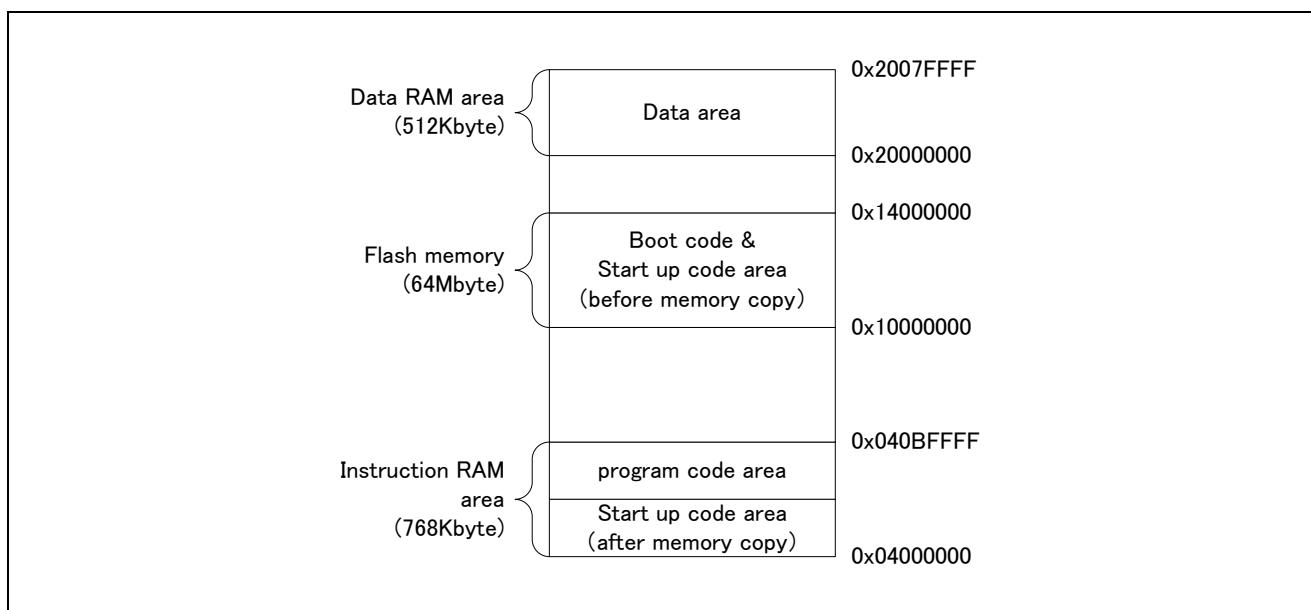 0x2007FFFF
Data RAM area
(512Kbyte)
Data area
0x20000000
0x14000000
Flash memory
(64Mbyte)
Boot code &
Start up code area
(before memory copy)
0x10000000
0x040BFFFF
Instruction RAM
area
(768Kbyte)
program code area
Start up code area
(after memory copy)
0x04000000